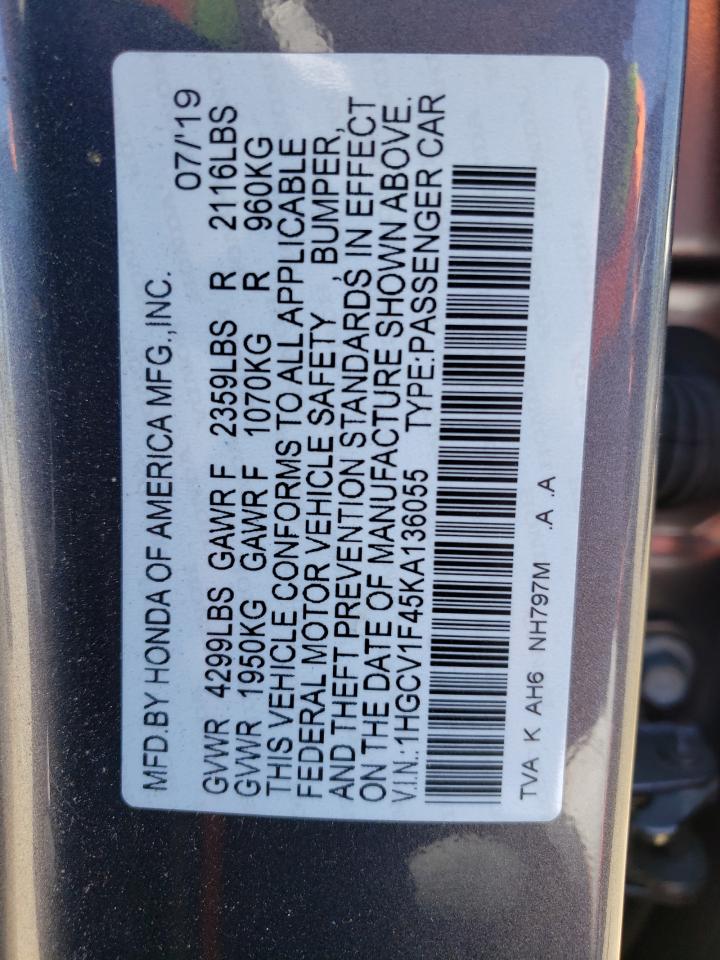 MFD.BY HONDA OF AMERICA MFG.,INC. 07/'19
GVWR 4299LBS GAWR F 2359LBS R 2116LBS
GVWR 1950KG GAWR F 1070KG R 960KG
THIS VEHICLE CONFORMS TO ALL APPLICABLE
FEDERAL MOTOR VEHICLE SAFETY , BUMPER,
AND THEFT PREVENTION STANDARDS IN EFFECT
ON THE DATE OF MANUFACTURE SHOWN ABOVE.
V.I.N.:1HGCV1F45KA136055 TYPE:PASSENGER CAR
TVA K AH6 NH797M .A .A